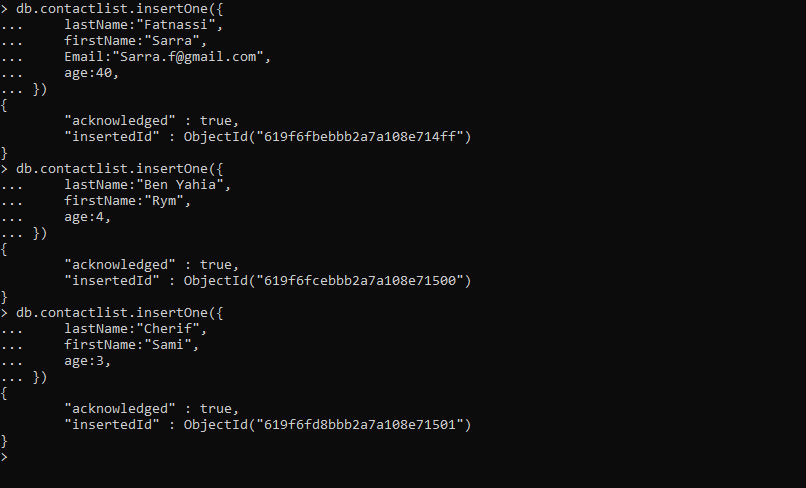 > db.contactlist.insertOne({
...     lastName:"Fatnassi",
...     firstName:"Sarra",
...     Email:"Sarra.f@gmail.com",
...     age:40,
... })
{
        "acknowledged" : true,
        "insertedId" : ObjectId("619f6fbebbb2a7a108e714ff")
}
> db.contactlist.insertOne({
...     lastName:"Ben Yahia",
...     firstName:"Rym",
...     age:4,
... })
{
        "acknowledged" : true,
        "insertedId" : ObjectId("619f6fcebbb2a7a108e71500")
}
> db.contactlist.insertOne({
...     lastName:"Cherif",
...     firstName:"Sami",
...     age:3,
... })
{
        "acknowledged" : true,
        "insertedId" : ObjectId("619f6fd8bbb2a7a108e71501")
}
>